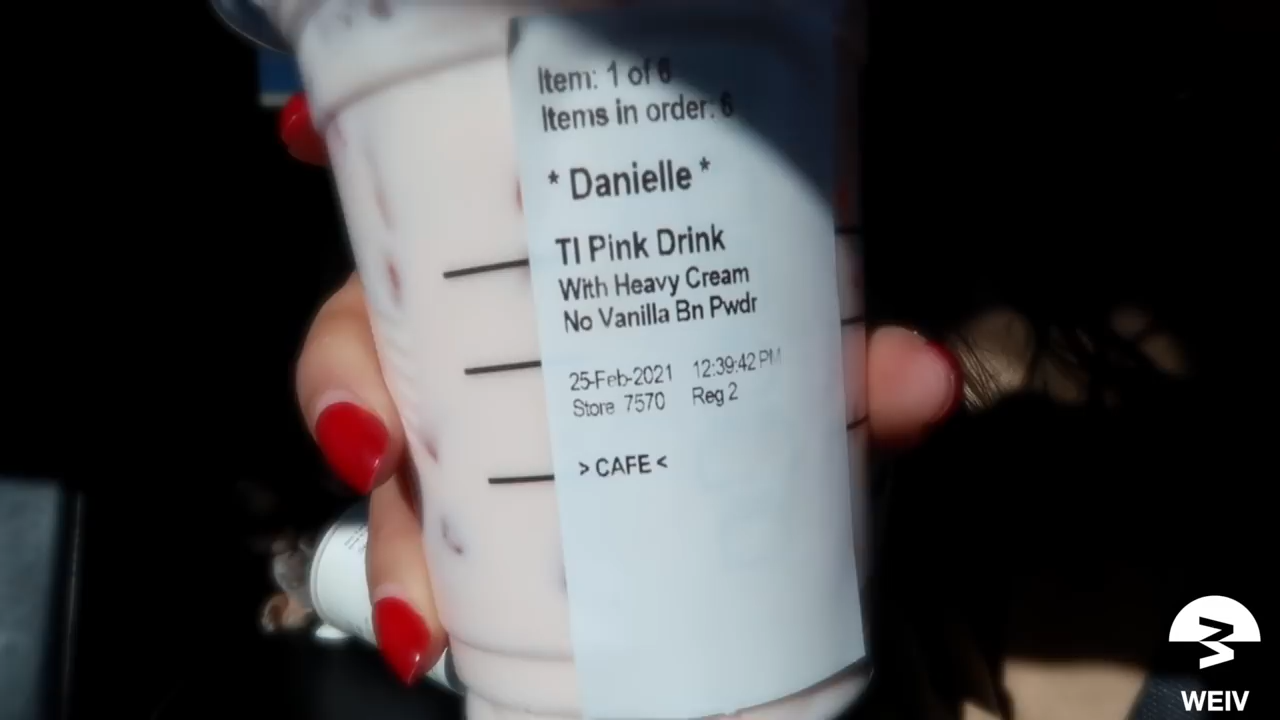 Item: 1 of 6
Items in order: 6
* Danielle *
TI Pink Drink
With Heavy Cream
No Vanilla Bn Pwdr
25-Feb-2021 12:39:42 PM
Store 7570 Reg 2
> CAFE <
WEIV